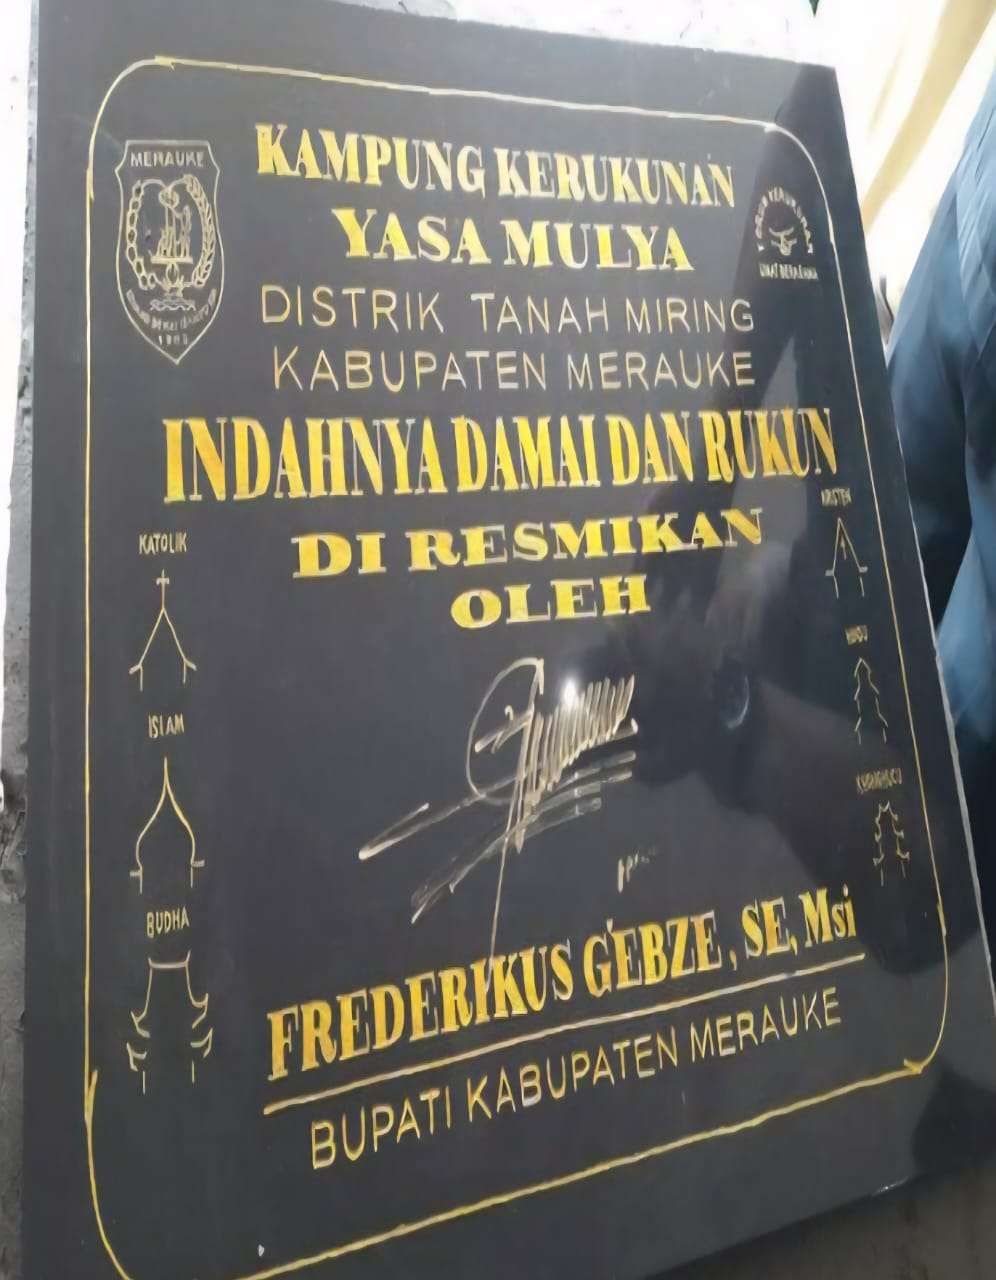 MERAUKE
KAMPUNG KERUKUNAN
YASA MULYA
DISTRIK TANAH MIRING
KABUPATEN MERAUKE
INDAHNYA DAMAI DAN RUKUN
DI RESMIKAN
OLEH
KATOLIK
ISLAM
BUDHA
KRISTEN
HINDU
FREDERIKUS GEBZE, SE, Msi
BUPATI KABUPATEN MERAUKE